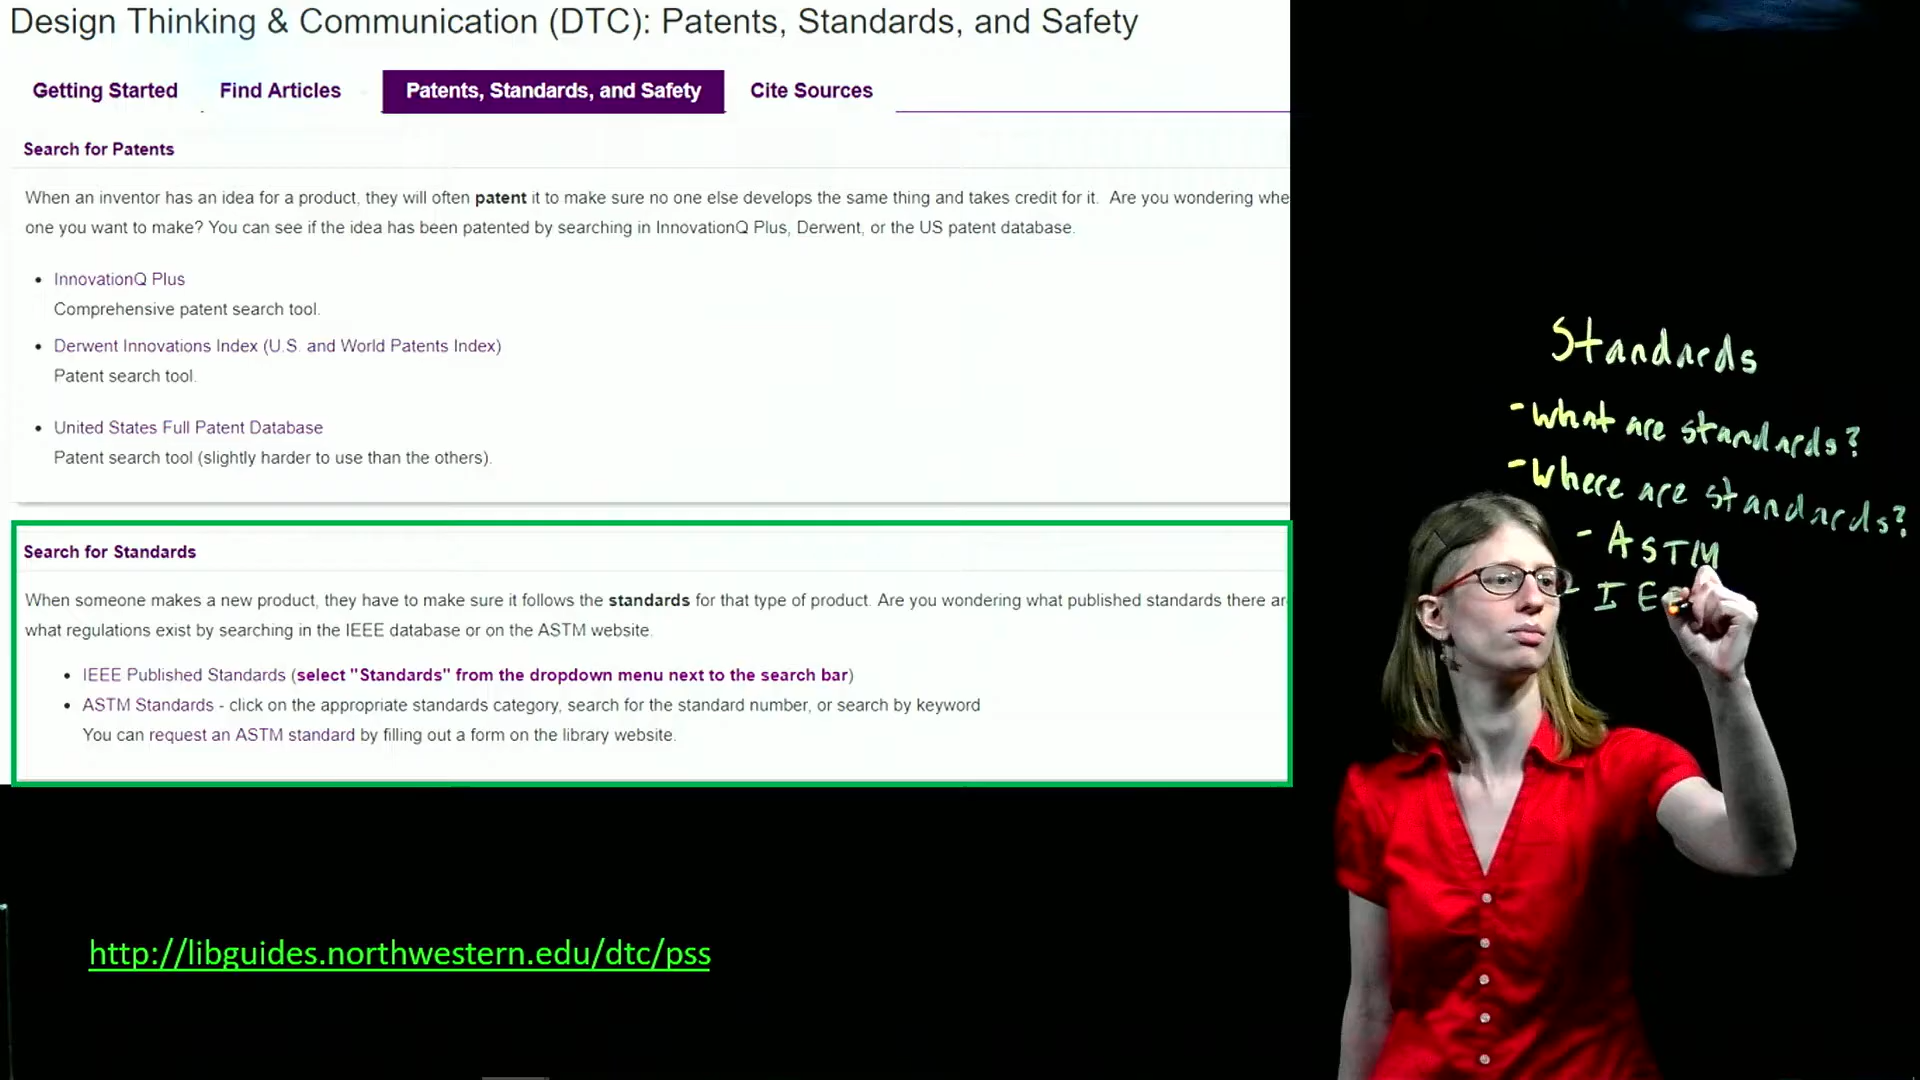 Design Thinking & Communication (DTC): Patents, Standards, and Safety
Getting Started Find Articles Patents, Standards, and Safety Cite Sources
Search for Patents
When an inventor has an idea for a product, they will often patent it to make sure no one else develops the same thing and takes credit for it. Are you wondering whe
one you want to make? You can see if the idea has been patented by searching in InnovationQ Plus, Derwent, or the US patent database.
InnovationQ Plus
Comprehensive patent search tool.
Derwent Innovations Index (U.S. and World Patents Index)
Patent search tool.
United States Full Patent Database
Patent search tool (slightly harder to use than the others).
Search for Standards
When someone makes a new product, they have to make sure it follows the standards for that type of product. Are you wondering what published standards there ar
what regulations exist by searching in the IEEE database or on the ASTM website.
IEEE Published Standards (select "Standards" from the dropdown menu next to the search bar)
ASTM Standards - click on the appropriate standards category, search for the standard number, or search by keyword
You can request an ASTM standard by filling out a form on the library website.
http://libguides.northwestern.edu/dtc/pss
Standards
- What are standards?
- Where are standards?
- ASTM
- I E E